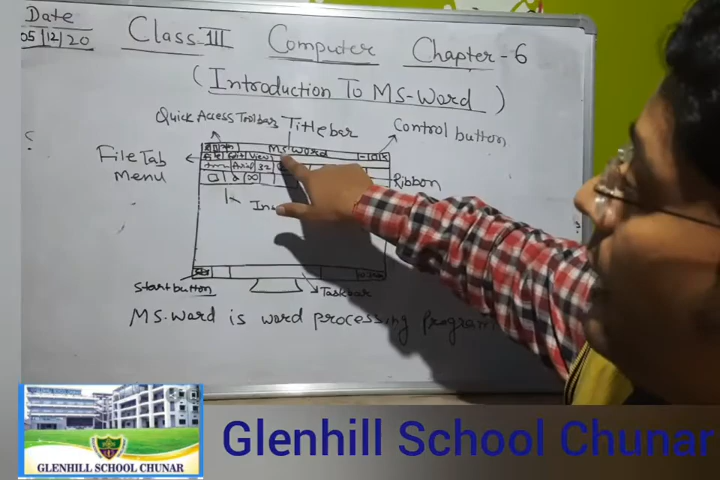 Date
05/12/20
Class-III Computer Chapter-6
(Introduction To MS-Word)
Quick Access Toolbar Titlebar
Control button
File Tab
Menu
MS-Word
Edit View
Ribbon
Start button
Taskbar
MS-Word is word processing Program
GLENHILL SCHOOL CHUNAR
Glenhill School Chunar